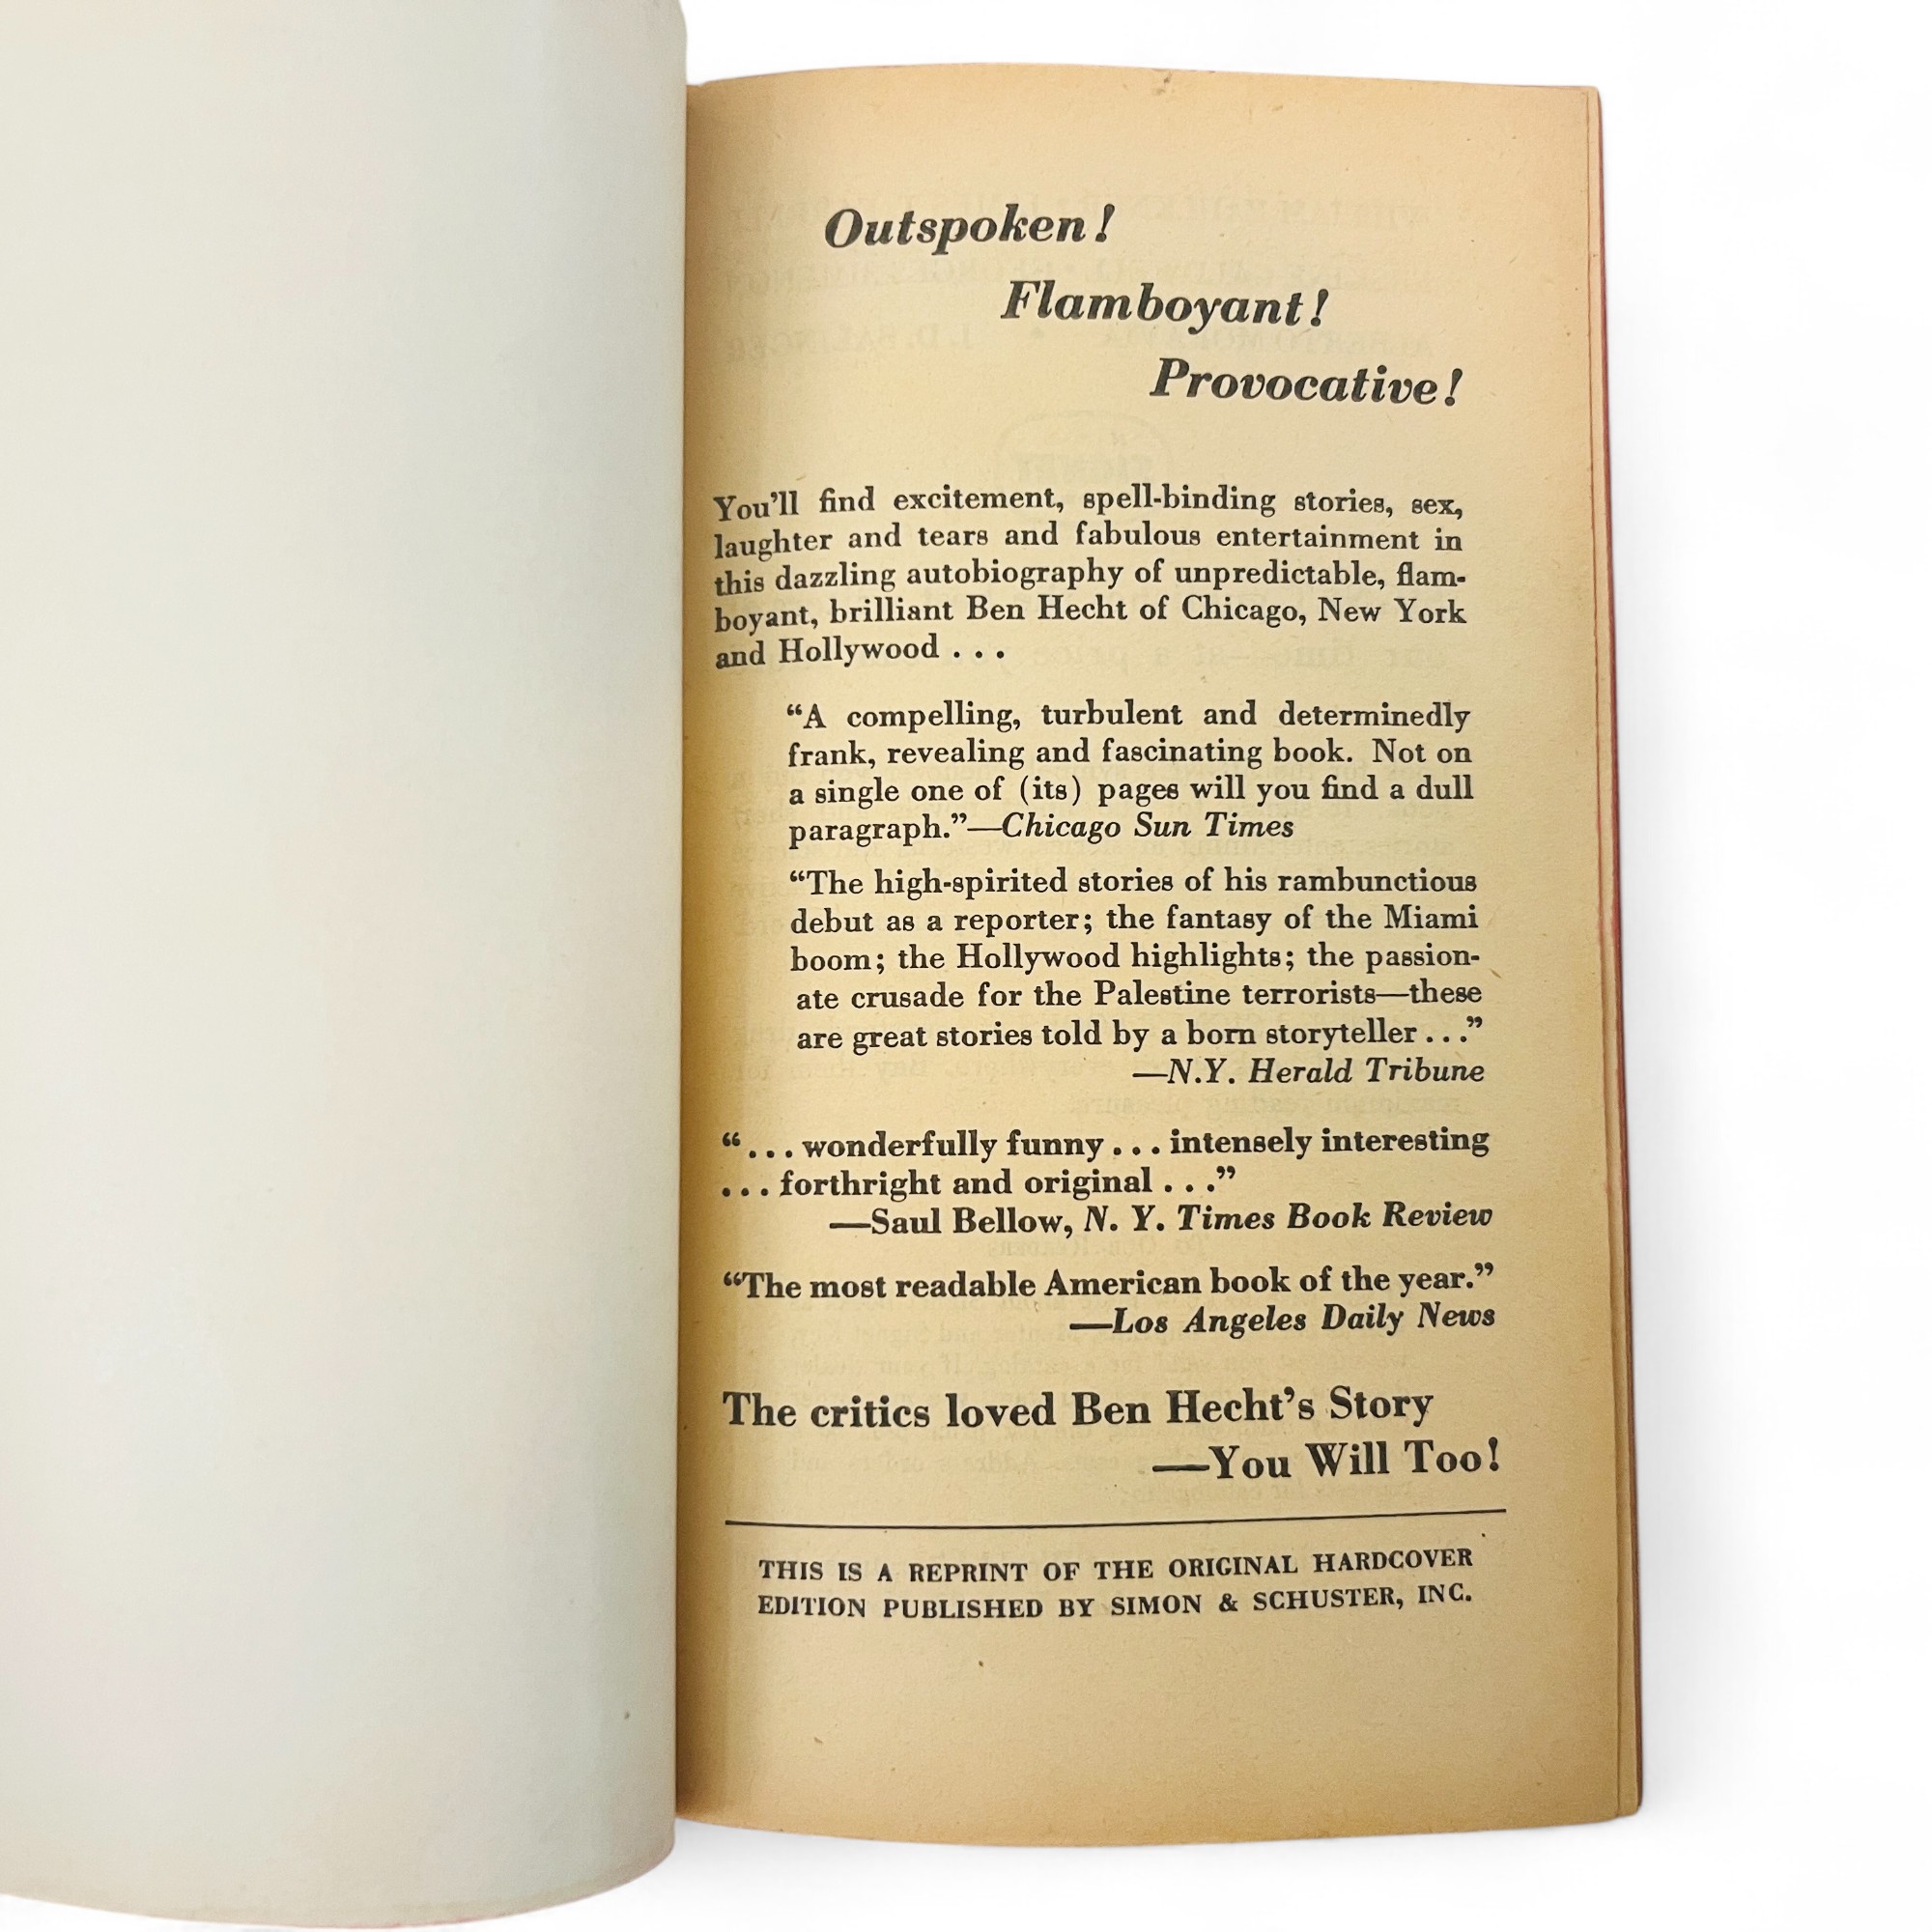 Outspoken!
Flamboyant!
Provocative!
You'll find excitement, spell-binding stories, sex,
laughter and tears and fabulous entertainment in
this dazzling autobiography of unpredictable, flam-
boyant, brilliant Ben Hecht of Chicago, New York
and Hollywood . . .
“A compelling, turbulent and determinedly
frank, revealing and fascinating book. Not on
a single one of (its) pages will you find a dull
paragraph.”—Chicago Sun Times
“The high-spirited stories of his rambunctious
debut as a reporter; the fantasy of the Miami
boom; the Hollywood highlights; the passion-
ate crusade for the Palestine terrorists—these
are great stories told by a born storyteller . . .”
—N.Y. Herald Tribune
“ . . . wonderfully funny . . . intensely interesting
. . . forthright and original . . .”
—Saul Bellow, N. Y. Times Book Review
“The most readable American book of the year.”
—Los Angeles Daily News
The critics loved Ben Hecht's Story
—You Will Too!
THIS IS A REPRINT OF THE ORIGINAL HARDCOVER
EDITION PUBLISHED BY SIMON & SCHUSTER, INC.